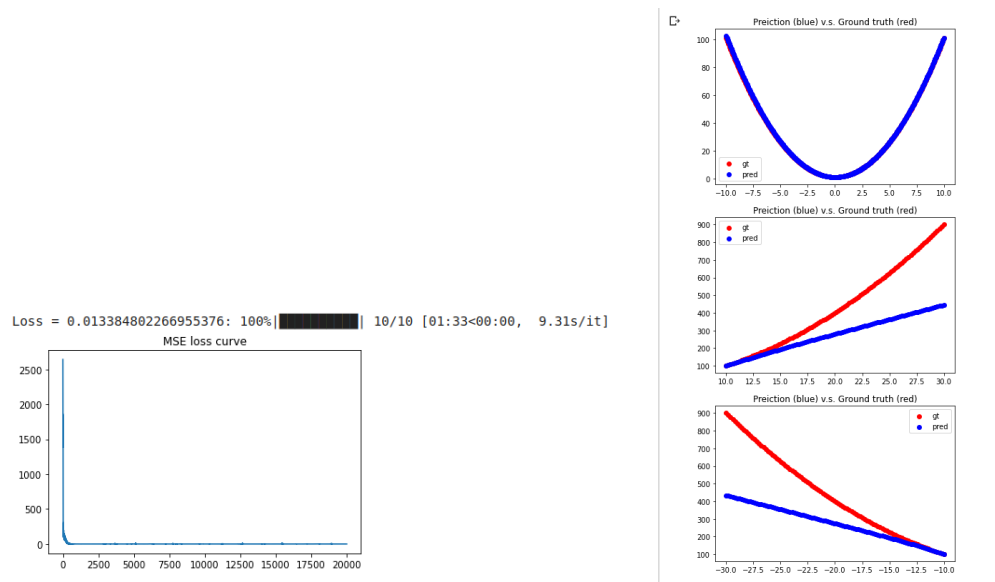 Loss = 0.013384802266955376: 100%|██████████| 10/10 [01:33<00:00, 9.31s/it]
MSE loss curve
2500
2000
1500
1000
500
0
0 2500 5000 7500 10000 12500 15000 17500 20000
Preiction (blue) v.s. Ground truth (red)
100
80
60
40
20
0
gt
pred
−10.0 −7.5 −5.0 −2.5 0.0 2.5 5.0 7.5 10.0
Preiction (blue) v.s. Ground truth (red)
gt
pred
900
800
700
600
500
400
300
200
100
10.0 12.5 15.0 17.5 20.0 22.5 25.0 27.5 30.0
Preiction (blue) v.s. Ground truth (red)
gt
pred
900
800
700
600
500
400
300
200
100
−30.0 −27.5 −25.0 −22.5 −20.0 −17.5 −15.0 −12.5 −10.0